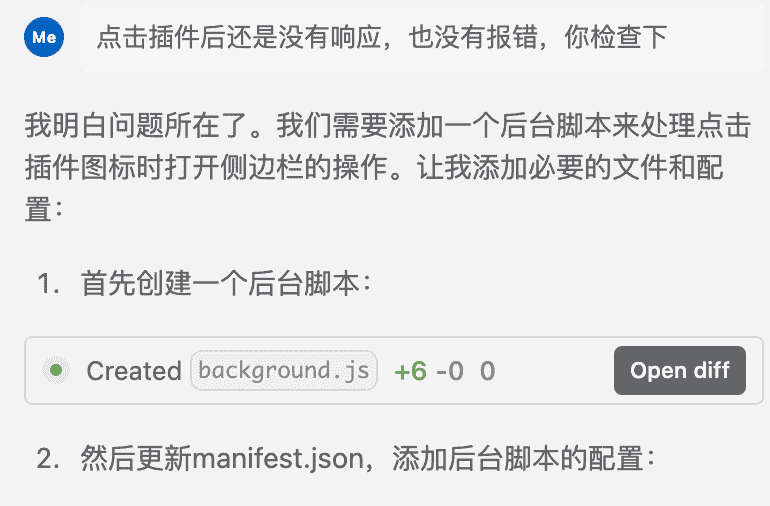 Me 点击插件后还是没有响应，也没有报错，你检查下
我明白问题所在了。我们需要添加一个后台脚本来处理点击
插件图标时打开侧边栏的操作。让我添加必要的文件和配
置：
1. 首先创建一个后台脚本：
Created background.js +6 -0 0 Open diff
2. 然后更新manifest.json，添加后台脚本的配置：